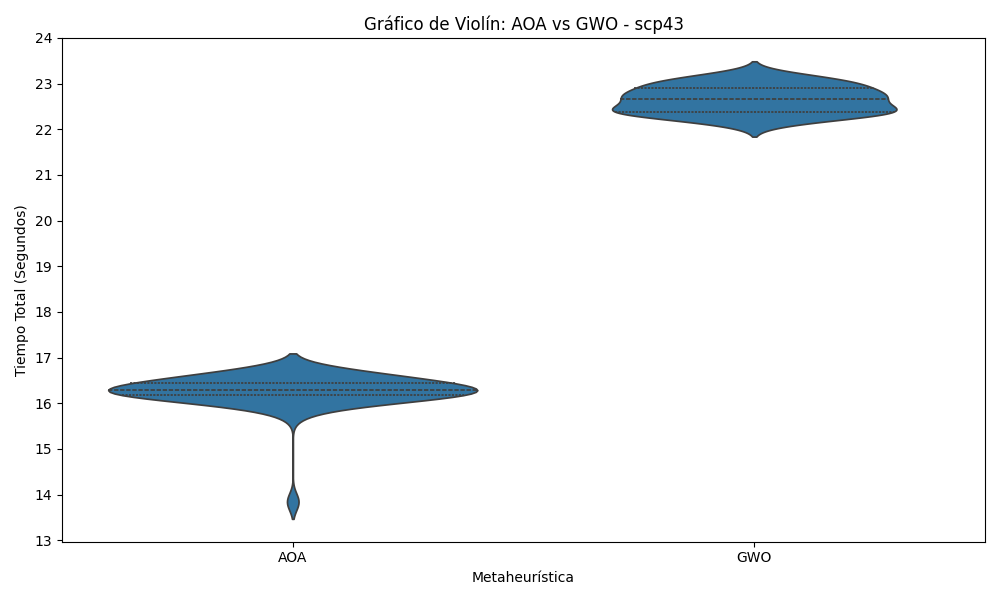 Gráfico de Violín: AOA vs GWO - scp43
Tiempo Total (Segundos)
24
23
22
21
20
19
18
17
16
15
14
13
AOA
GWO
Metaheurística